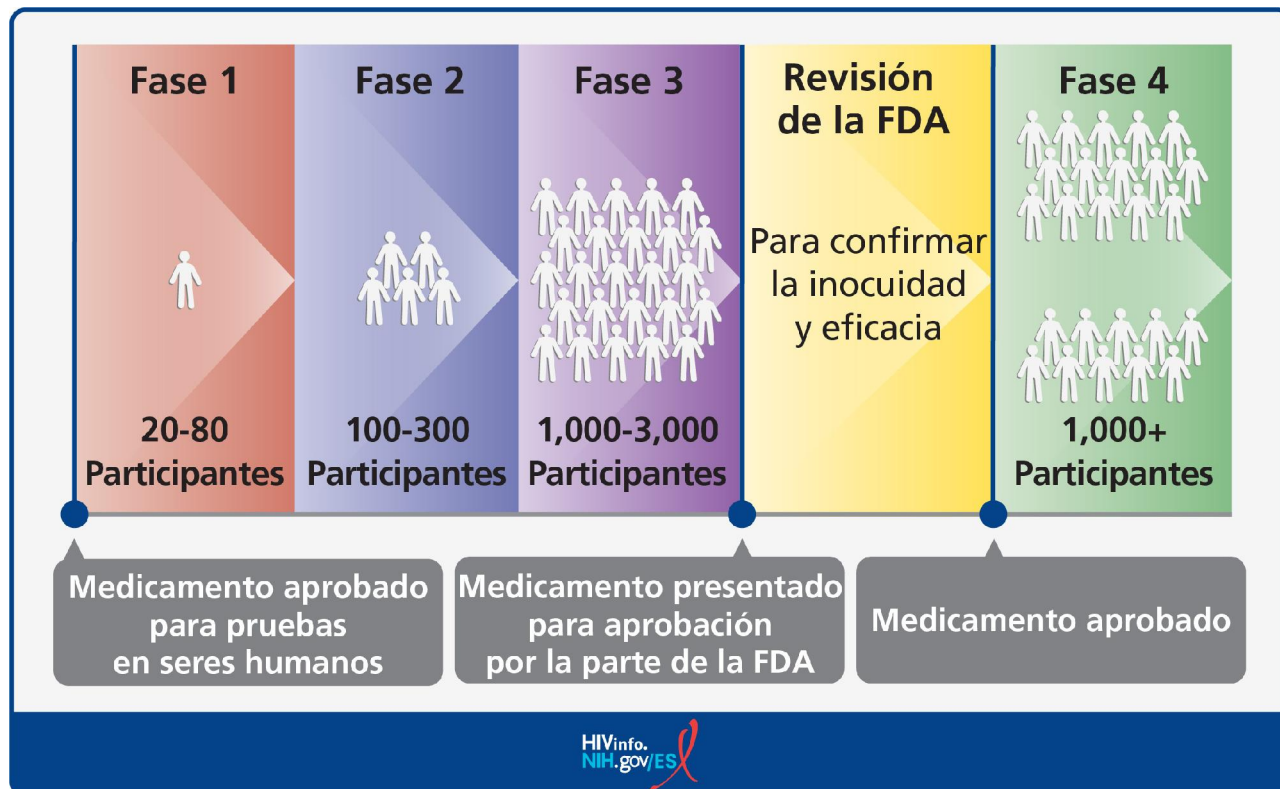 Fase 1
20-80
Participantes
Fase 2
100-300
Participantes
Fase 3
1,000-3,000
Participantes
Revisión
de la FDA
Para confirmar
la inocuidad
y eficacia
Fase 4
1,000+
Participantes
Medicamento aprobado
para pruebas
en seres humanos
Medicamento presentado
para aprobación
por la parte de la FDA
Medicamento aprobado
HIVinfo.
NIH.gov/ES